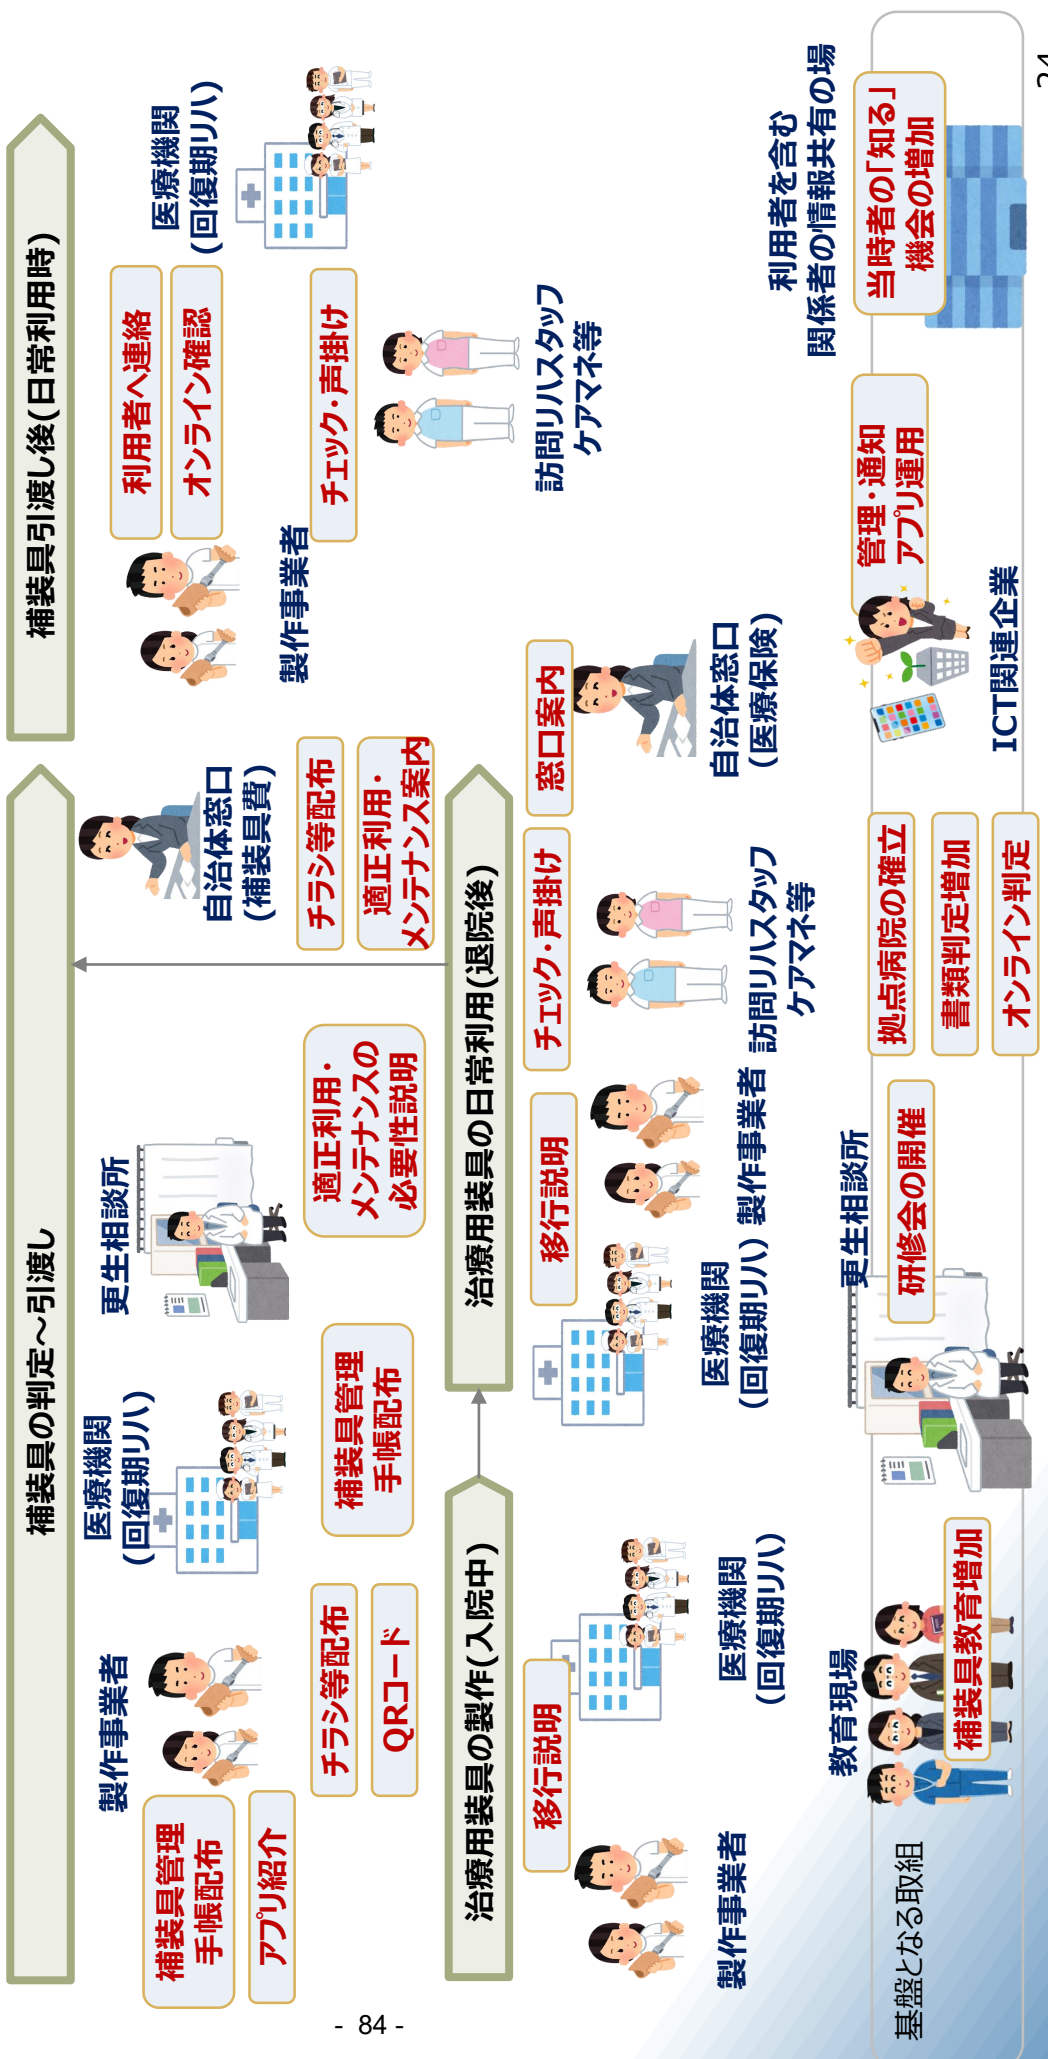 補装具の判定～引渡し
補装具引渡し後(日常利用時)
製作事業者
補装具管理
手帳配布
アプリ紹介
チラシ等配布
QRコード
医療機関
(回復期リハ)
補装具管理
手帳配布
更生相談所
適正利用・
メンテナンスの
必要性説明
自治体窓口
(補装具費)
チラシ等配布
適正利用・
メンテナンス案内
利用者へ連絡
オンライン確認
製作事業者
チェック・声掛け
訪問リハスタッフ
ケアマネ等
医療機関
(回復期リハ)
治療用装具の製作(入院中)
治療用装具の日常利用(退院後)
移行説明
製作事業者
医療機関
(回復期リハ)
移行説明
医療機関
(回復期リハ)
製作事業者
チェック・声掛け
訪問リハスタッフ
ケアマネ等
窓口案内
自治体窓口
(医療保険)
基盤となる取組
教育現場
補装具教育増加
更生相談所
研修会の開催
拠点病院の確立
書類判定増加
オンライン判定
管理・通知
アプリ運用
ICT関連企業
利用者を含む
関係者の情報共有の場
当時者の「知る」
機会の増加
- 84 -